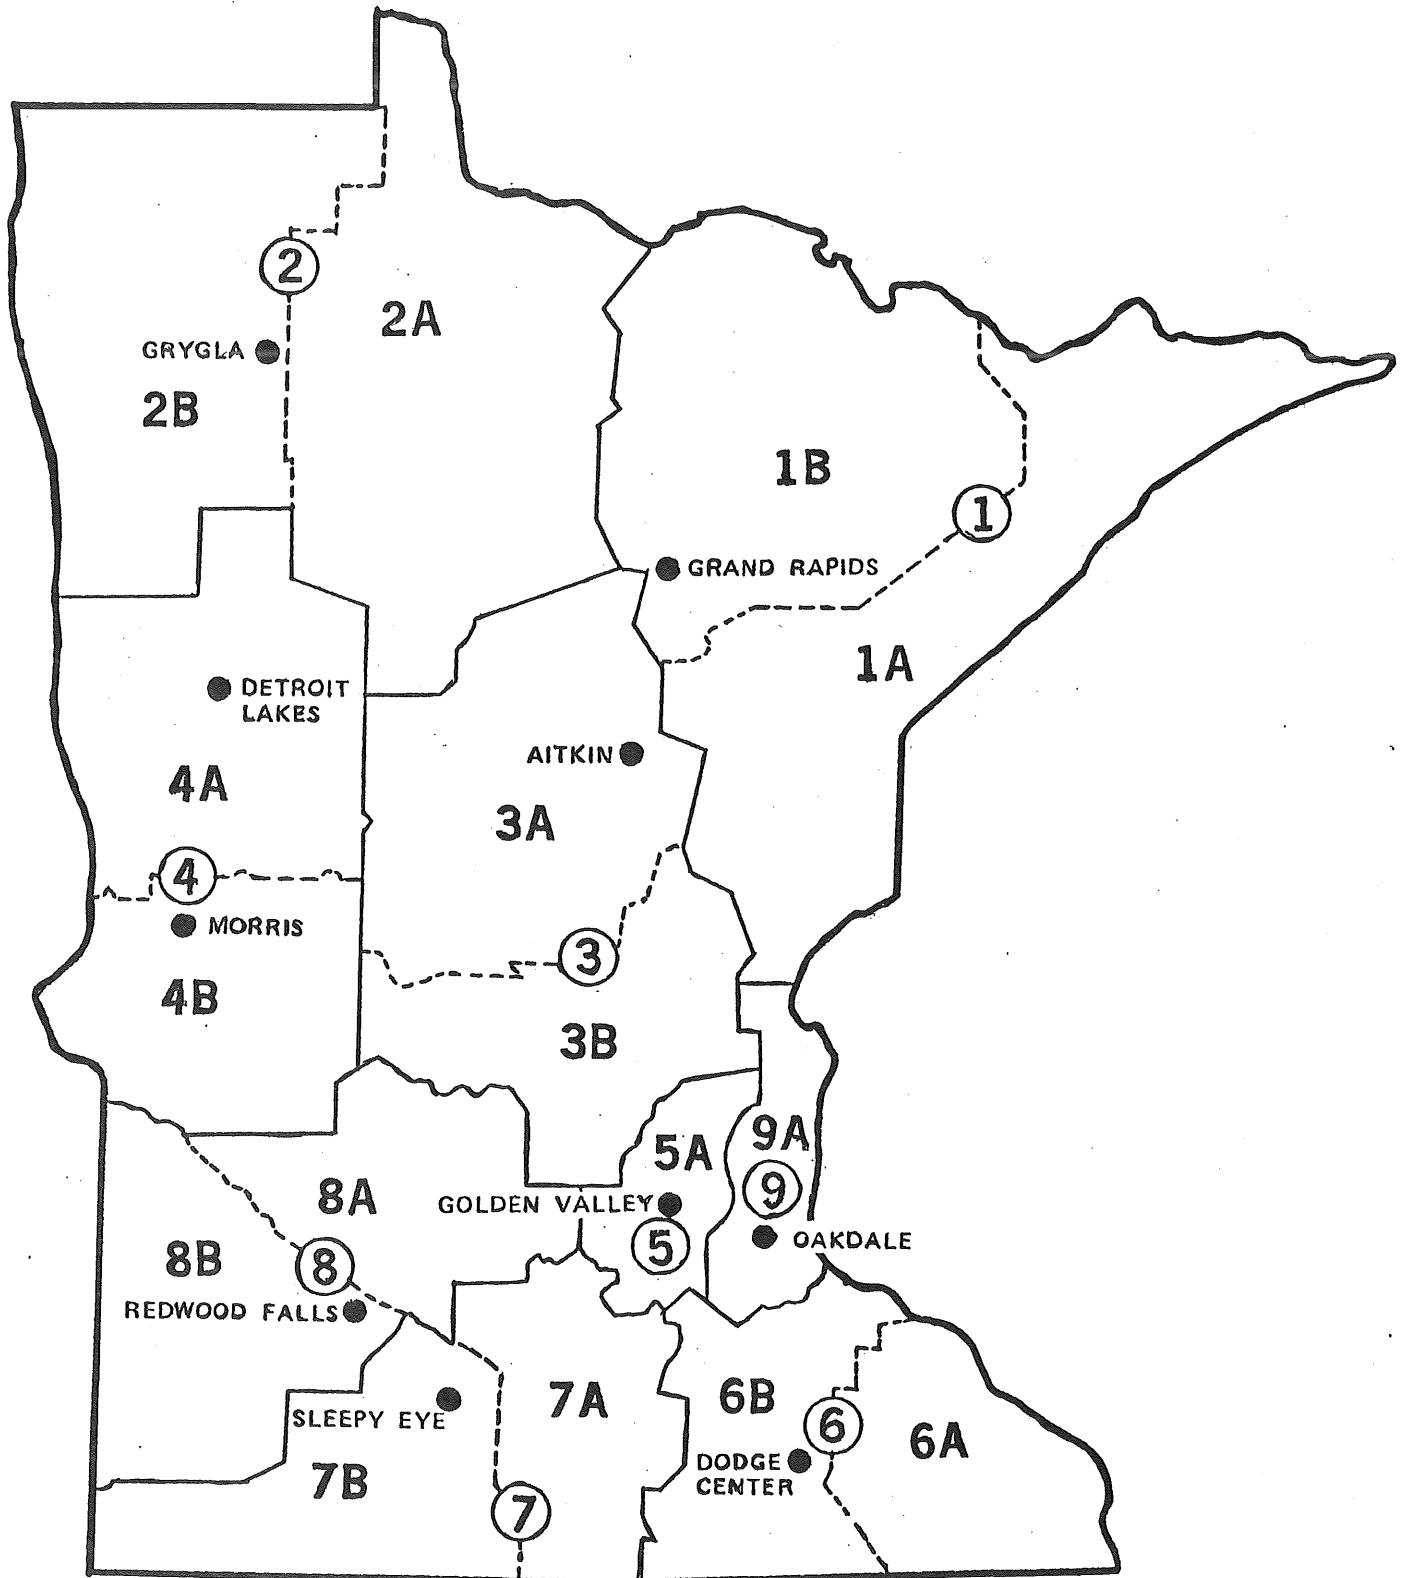 2
2A
GRYGLA
2B
1B
1
GRAND RAPIDS
1A
DETROIT
LAKES
AITKIN
4A
3A
4
MORRIS
3
4B
3B
9A
5A
9
8A
GOLDEN VALLEY
5
OAKDALE
8B
8
REDWOOD FALLS
7A
6B
SLEEPY EYE
6
6A
DODGE
CENTER
7B
7